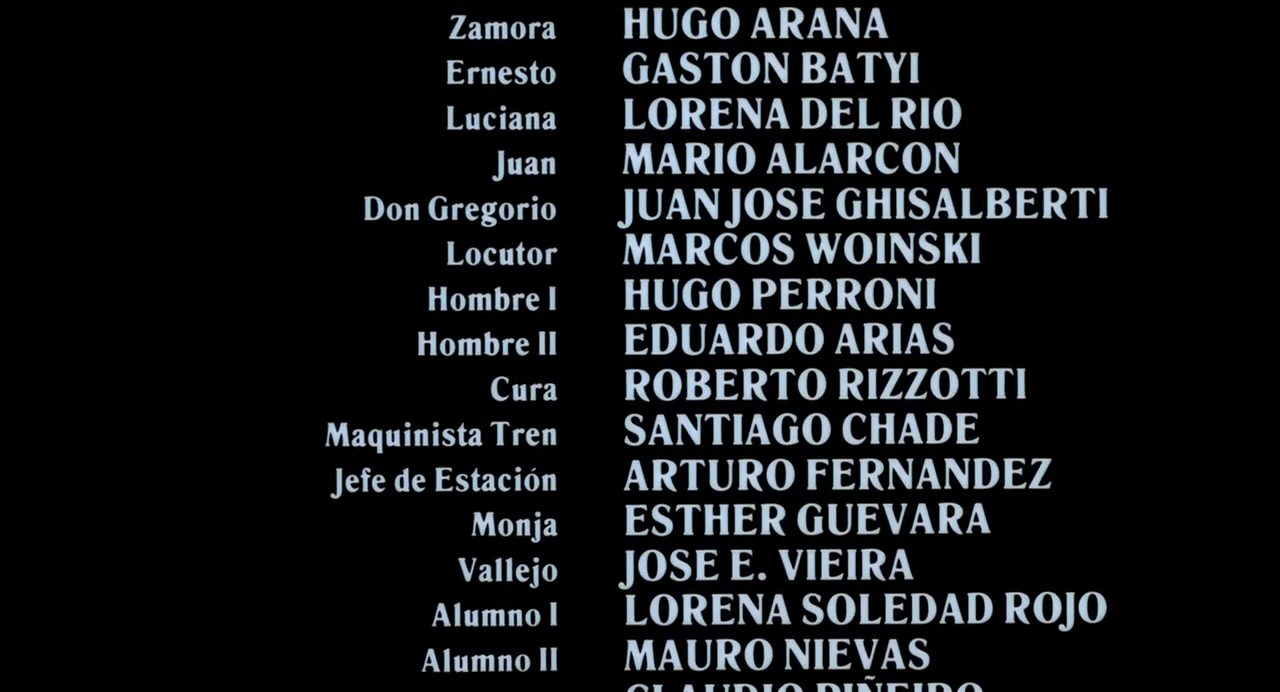 Zamora HUGO ARANA
Ernesto GASTON BATYI
Luciana LORENA DEL RIO
Juan MARIO ALARCON
Don Gregorio JUAN JOSE GHISALBERTI
Locutor MARCOS WOINSKI
Hombre I HUGO PERRONI
Hombre II EDUARDO ARIAS
Cura ROBERTO RIZZOTTI
Maquinista Tren SANTIAGO CHADE
Jefe de Estación ARTURO FERNANDEZ
Monja ESTHER GUEVARA
Vallejo JOSE E. VIEIRA
Alumno I LORENA SOLEDAD ROJO
Alumno II MAURO NIEVAS
CLAUDIO PIÑEIRO